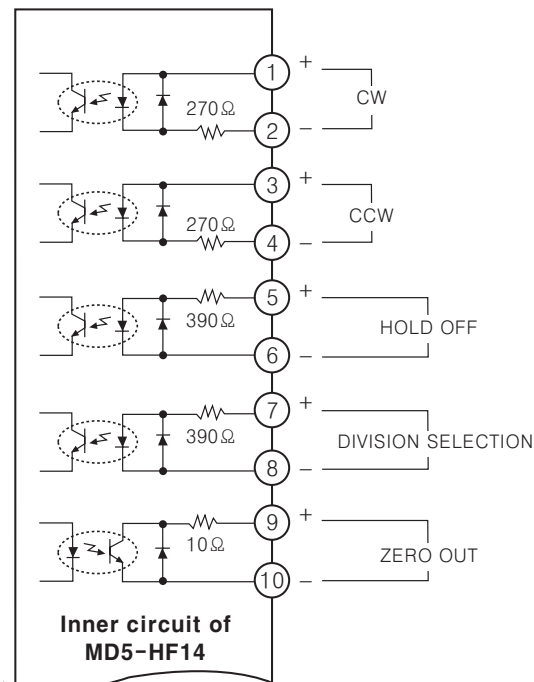 1 +
CW
270Ω
2 −
3 +
CCW
270Ω
4 −
5 +
390Ω
HOLD OFF
6 −
7 +
390Ω
DIVISION SELECTION
8 −
9 +
10Ω
ZERO OUT
10 −
Inner circuit of
MD5-HF14